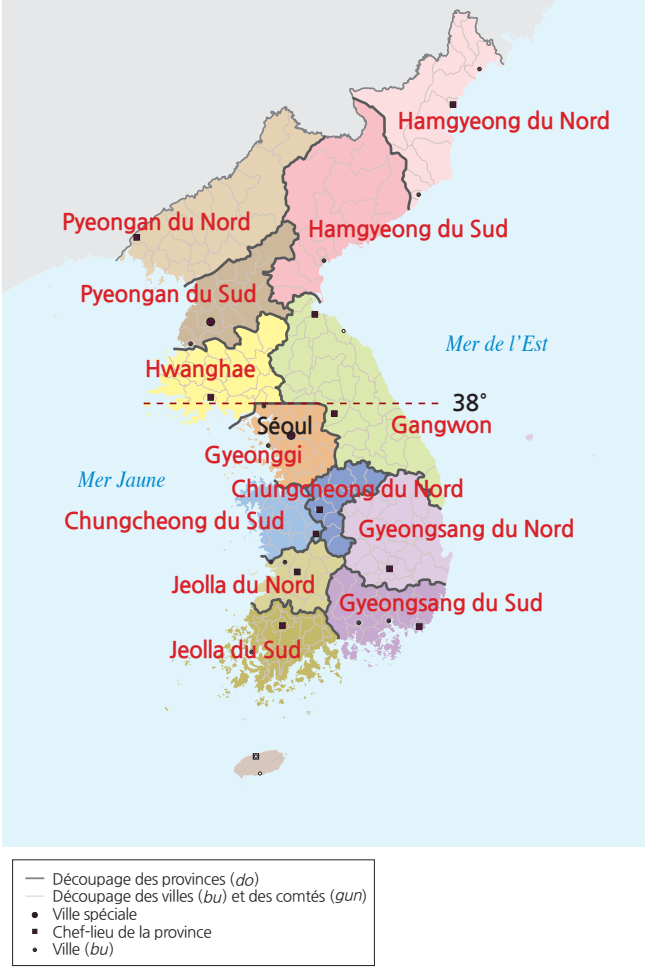 Hamgyeong du Nord
Pyeongan du Nord
Hamgyeong du Sud
Pyeongan du Sud
Mer de l'Est
Hwanghae
38°
Séoul
Gangwon
Gyeonggi
Mer Jaune
Chungcheong du Nord
Chungcheong du Sud
Gyeongsang du Nord
Jeolla du Nord
Gyeongsang du Sud
Jeolla du Sud
Découpage des provinces (do)
Découpage des villes (bu) et des comtés (gun)
Ville spéciale
Chef-lieu de la province
Ville (bu)